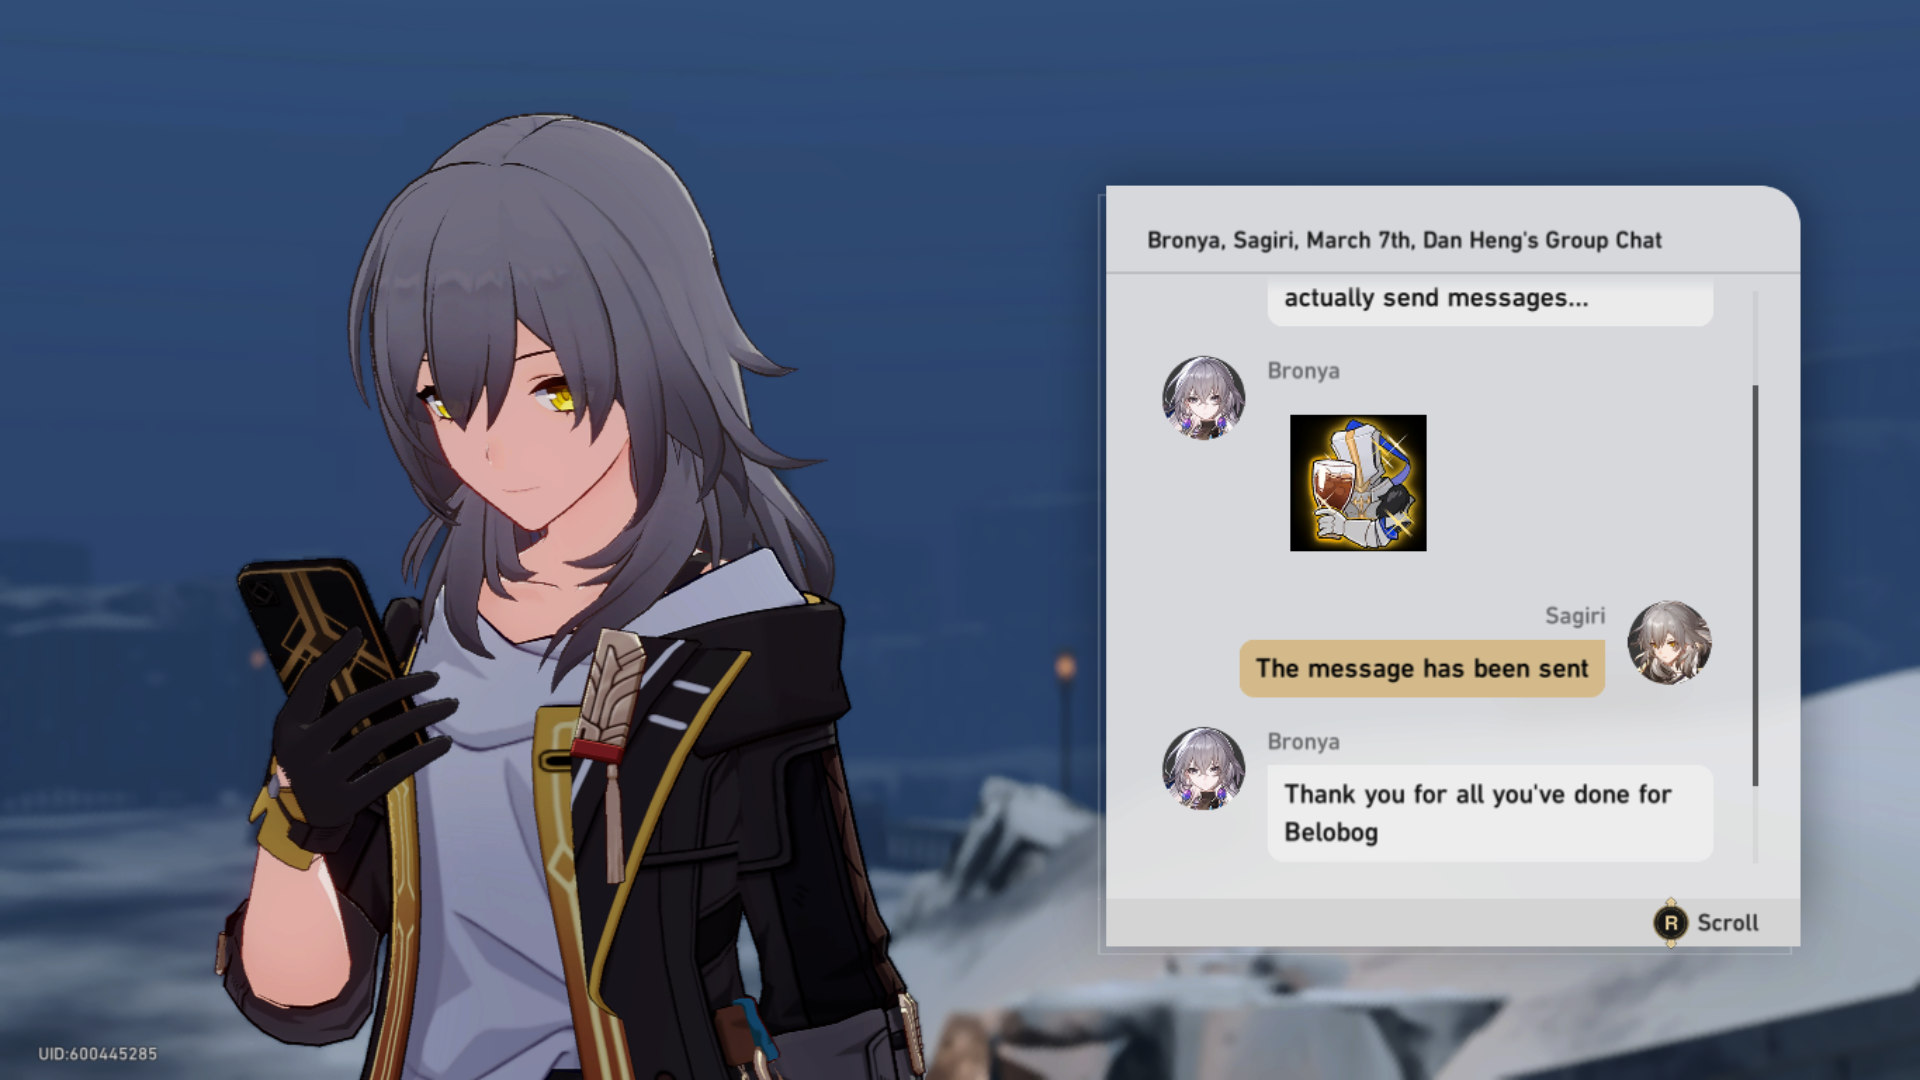 Bronya, Sagiri, March 7th, Dan Heng's Group Chat
actually send messages...
Bronya
Sagiri
The message has been sent
Bronya
Thank you for all you've done for
Belobog
R Scroll
UID:600445285